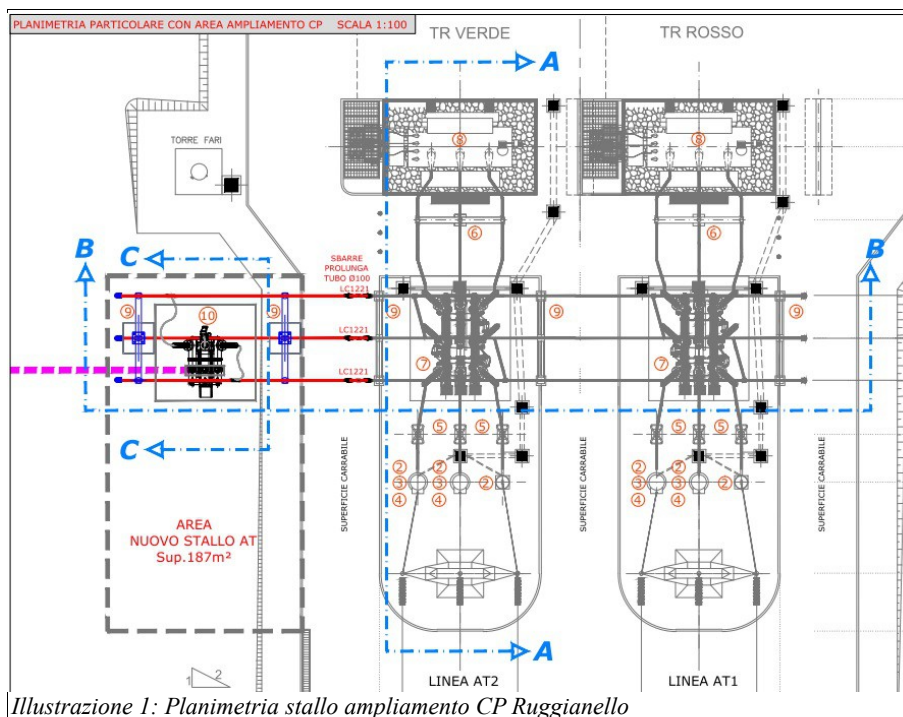 PLANIMETRIA PARTICOLARE CON AREA AMPLIAMENTO CP SCALA 1:100
TR VERDE
TR ROSSO
A
TORRE FARI
8
8
6
6
B
C
SBARRE
PROLUNGA
TUBO Ø100
LC1221
B
9
10
9
9
9
9
LC1221
7
7
LC1221
C
5
5
5
5
2
2
2
2
3
3
2
3
3
2
4
4
4
4
SUPERFICIE CARRABILE
SUPERFICIE CARRABILE
SUPERFICIE CARRABILE
AREA
NUOVO STALLO AT
Sup.187m²
A
1
2
LINEA AT2
LINEA AT1
Illustrazione 1: Planimetria stallo ampliamento CP Ruggianello